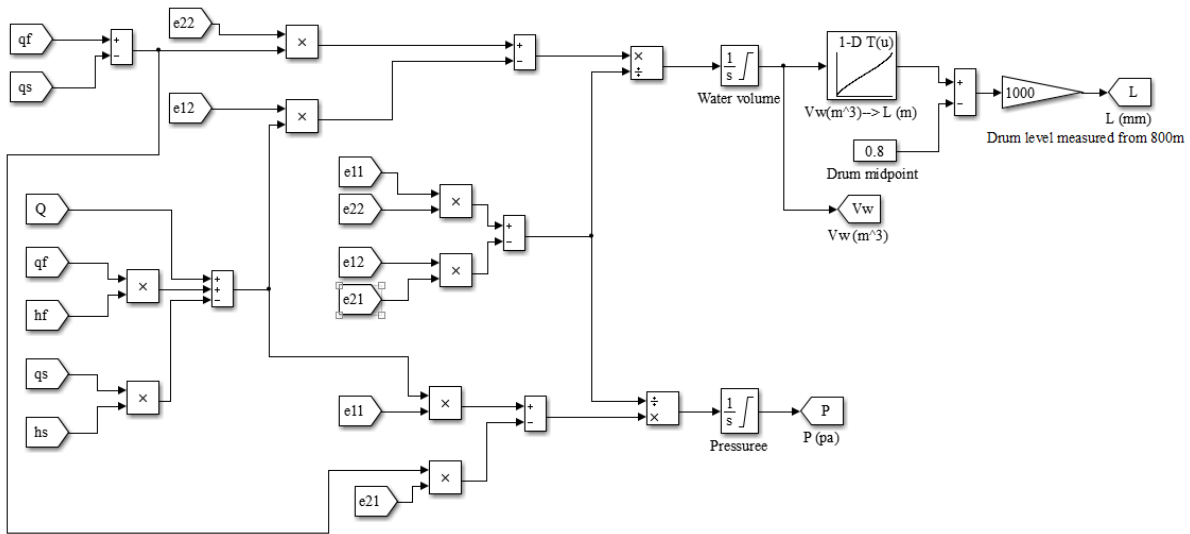 qf
+
−
qs
e22
×
e12
×
+
−
×
÷
1
s
Water volume
1-D T(u)
Vw(m^3)--> L (m)
+
−
1000
L
L (mm)
Drum level measured from 800m
0.8
Drum midpoint
Vw
Vw (m^3)
e11
e22
×
e12
e21
×
+
−
Q
qf
hf
×
+
+
−
qs
hs
×
e11
×
e21
×
+
−
÷
×
1
s
Pressuree
P
P (pa)